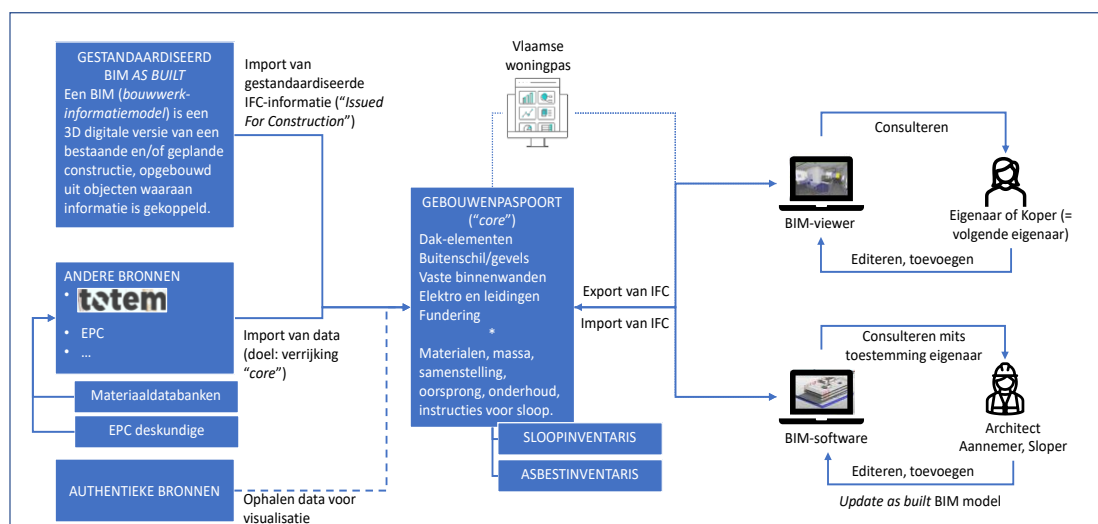 GESTANDAARDISEERD
BIM AS BUILT
Een BIM (bouwwerk-
informatiemodel) is een
3D digitale versie van een
bestaande en/of geplande
constructie, opgebouwd
uit objecten waaraan
informatie is gekoppeld.
Import van
gestandaardiseerde
IFC-informatie (“Issued
For Construction”)
ANDERE BRONNEN
• totem
• EPC
• …
Materiaaldatabanken
EPC deskundige
Import van data
(doel: verrijking
“core”)
AUTHENTIEKE BRONNEN
Ophalen data voor
visualisatie
Vlaamse
woningpas
GEBOUWENPASPOORT
(“core”)
Dak-elementen
Buitenschil/gevels
Vaste binnenwanden
Elektro en leidingen
Fundering
*
Materialen, massa,
samenstelling,
oorsprong, onderhoud,
instructies voor sloop.
SLOOPINVENTARIS
ASBESTINVENTARIS
Export van IFC
Import van IFC
Consulteren
BIM-viewer
Eigenaar of Koper (=
volgende eigenaar)
Editeren, toevoegen
Consulteren mits
toestemming eigenaar
BIM-software
Architect
Aannemer, Sloper
Editeren, toevoegen
Update as built BIM model